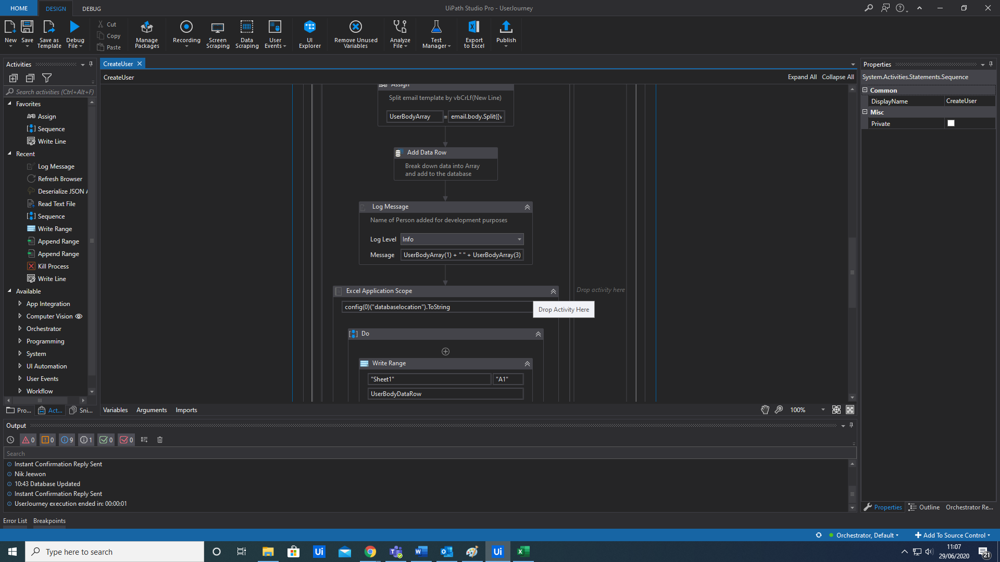 HOME
DESIGN
DEBUG
UiPath Studio Pro - UserJourney
New
Save
Save as
Template
Debug
File
Cut
Copy
Paste
Manage
Packages
Recording
Screen
Scraping
Data
Scraping
User
Events
UI
Explorer
Remove Unused
Variables
Analyze
File
Test
Manager
Export
to Excel
Publish
Activities
Search activities (Ctrl+Alt+F)
Favorites
Assign
Sequence
Write Line
Recent
Log Message
Refresh Browser
Deserialize JSON A
Read Text File
Sequence
Write Range
Append Range
Append Range
Kill Process
Write Line
Available
App Integration
Computer Vision
Orchestrator
Programming
System
UI Automation
User Events
Workflow
Pro...
Act...
Sni...
CreateUser
CreateUser
Expand All Collapse All
Assign
Split email template by vbCrLf(New Line)
UserBodyArray = email.body.Split({v
Add Data Row
Break down data into Array
and add to the database
Log Message
Name of Person added for development purposes
Log Level Info
Message UserBodyArray(1) + " " + UserBodyArray(3)
Excel Application Scope
config(0)("databaselocation").ToString
Drop activity here
Drop Activity Here
Do
Write Range
"Sheet1" "A1"
UserBodyDataRow
Variables Arguments Imports
100%
Properties
System.Activities.Statements.Sequence
Common
DisplayName CreateUser
Misc
Private
Properties Outline Orchestrator Re...
Output
0 0 9 1 0 0
Search
Instant Confirmation Reply Sent
Nik Jeewon
10:43 Database Updated
Instant Confirmation Reply Sent
UserJourney execution ended in: 00:00:01
Error List Breakpoints
Orchestrator, Default
Add To Source Control
Type here to search
Ui
Ui
11:07
29/06/2020
21